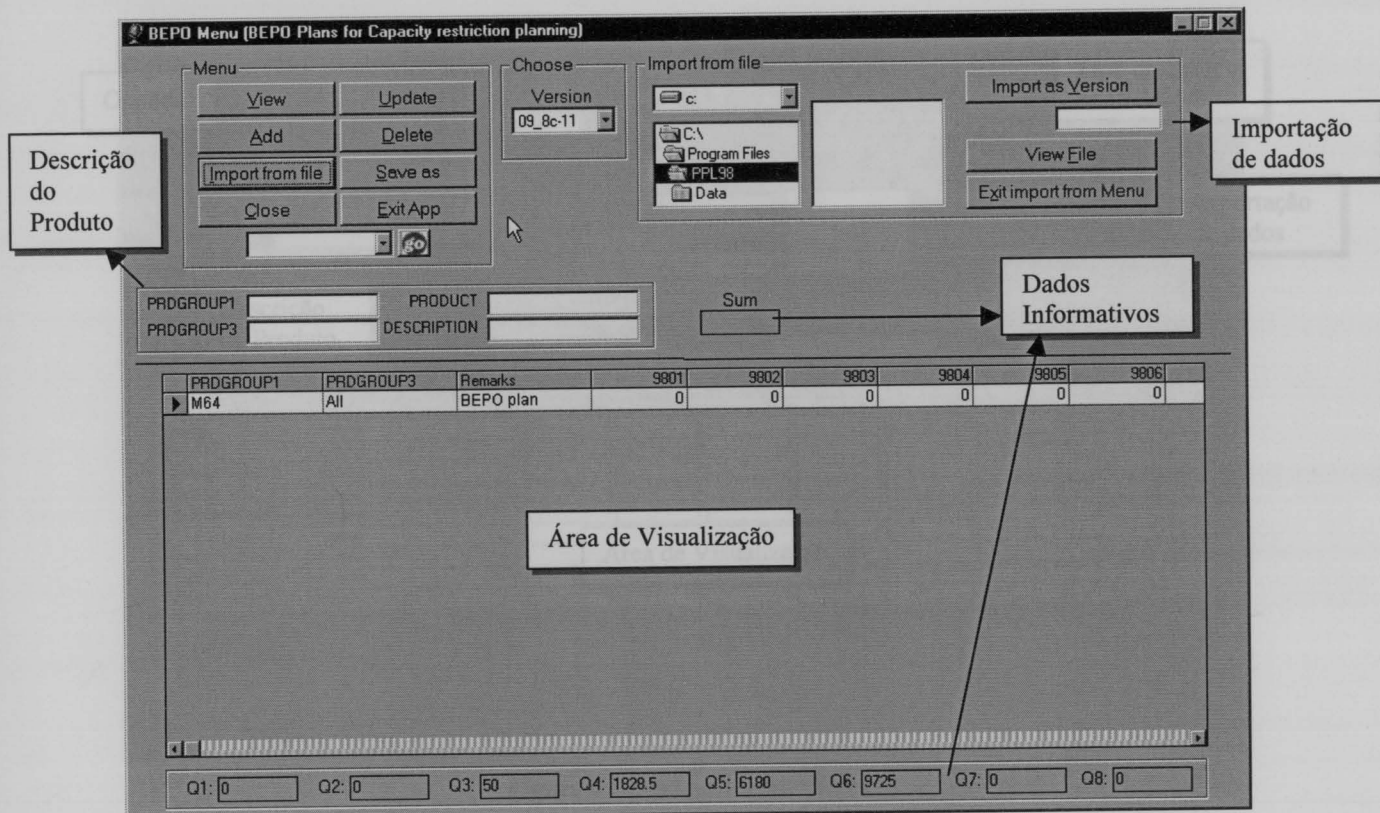 BEPO Menu (BEPO Plans for Capacity restriction planning)
Menu
View
Update
Add
Delete
Import from file
Save as
Close
Exit App
go
Choose
Version
09_8c-11
Import from file
c:
C:\
Program Files
PPL98
Data
Import as Version
View File
Exit import from Menu
Importação
de dados
Descrição
do
Produto
PRDGROUP1
PRODUCT
PRDGROUP3
DESCRIPTION
Sum
Dados
Informativos
PRDGROUP1 PRDGROUP3 Remarks 9801 9802 9803 9804 9805 9806
M64 All BEPO plan 0 0 0 0 0 0
Área de Visualização
Q1: 0 Q2: 0 Q3: 50 Q4: 1828.5 Q5: 6180 Q6: 9725 Q7: 0 Q8: 0